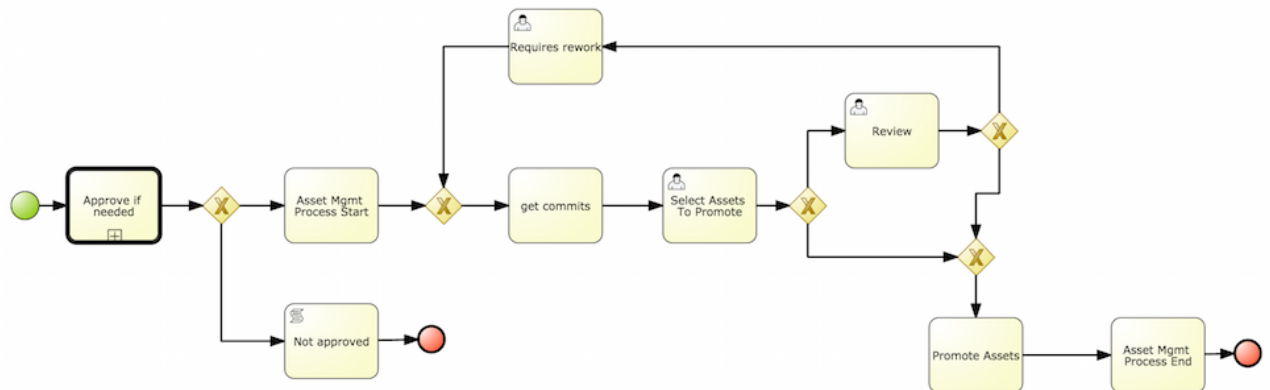 Requires rework
Review
Approve if
needed
Asset Mgmt
Process Start
get commits
Select Assets
To Promote
Not approved
Promote Assets
Asset Mgmt
Process End